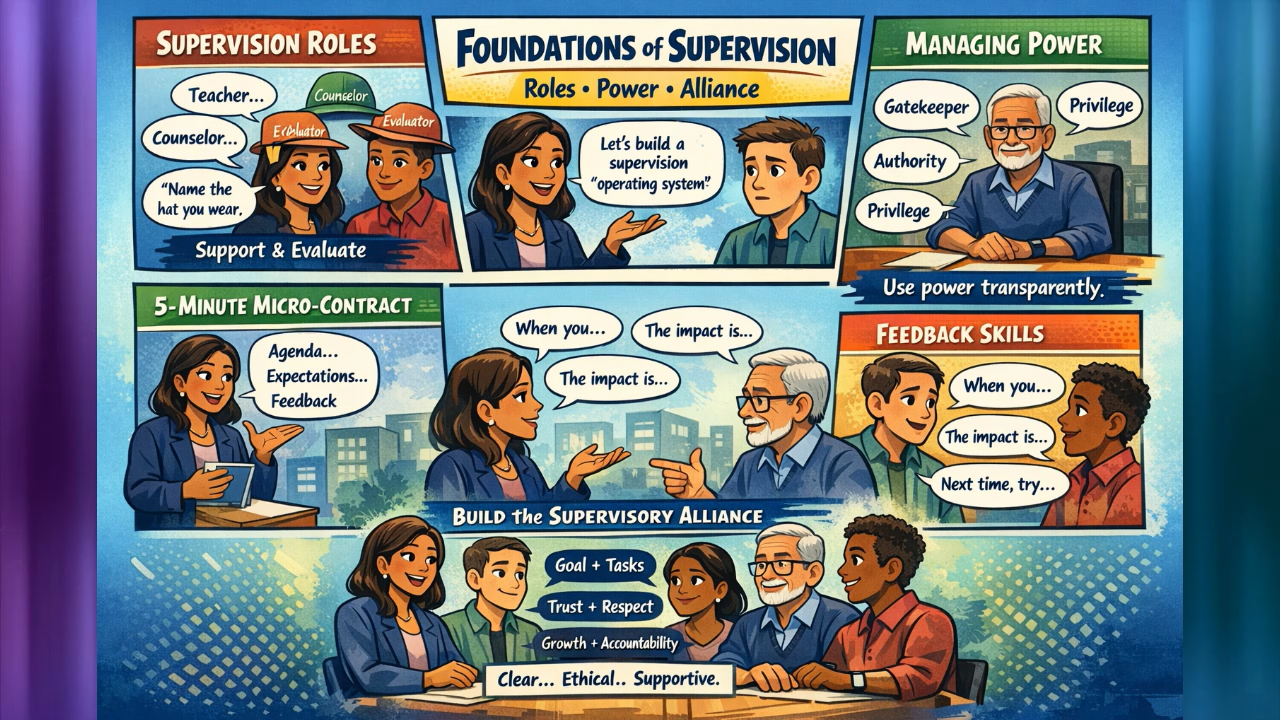 SUPERVISION ROLES
Teacher...
Counselor
Evaluator
Counselor...
"Name the
hat you wear.
Support & Evaluate
FOUNDATIONS of SUPERVISION
Roles • Power • Alliance
Let's build a
supervision
"operating system"
MANAGING POWER
Gatekeeper
Privilege
Authority
Privllege
Use power transparently.
5-MINUTE MICRO-CONTRACT
Agenda...
Expectations...
Feedback
When you...
The impact is...
The impact is...
BUILD the SUPERVISORY ALLIANCE
FEEDBACK SKILLS
When you...
The impact is...
Next time, try...
Goal + Tasks
Trust + Respect
Growth + Accountability
Clear... Ethical.. Supportive.